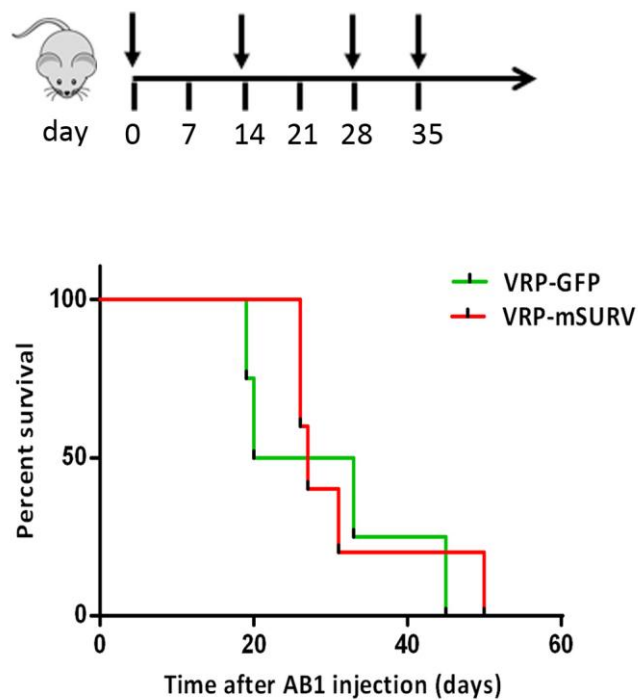 day 0 7 14 21 28 35
VRP-GFP
VRP-mSURV
100
50
0
0 20 40 60
Percent survival
Time after AB1 injection (days)